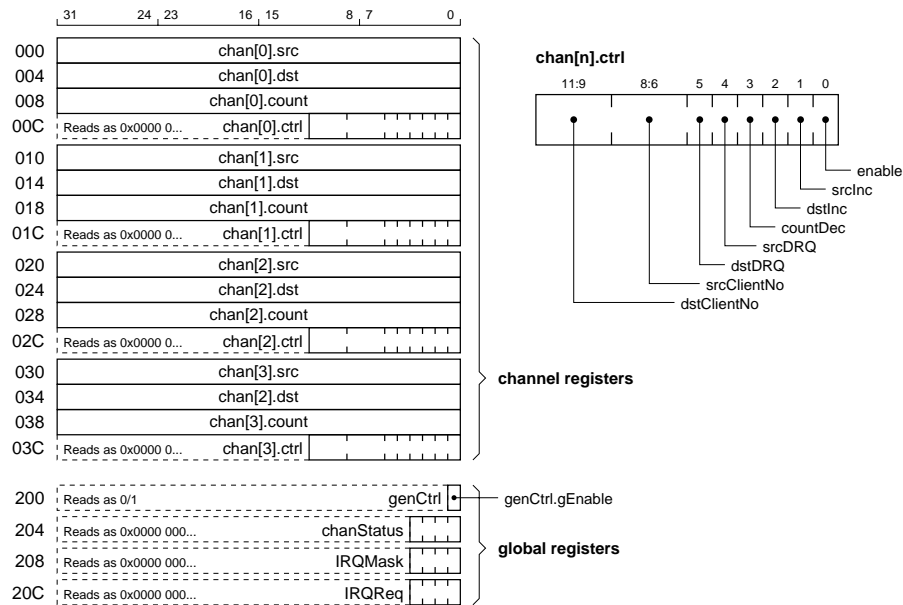 31 24 23 16 15 8 7 0
000 chan[0].src
004 chan[0].dst
008 chan[0].count
00C Reads as 0x0000 0... chan[0].ctrl
010 chan[1].src
014 chan[1].dst
018 chan[1].count
01C Reads as 0x0000 0... chan[1].ctrl
020 chan[2].src
024 chan[2].dst
028 chan[2].count
02C Reads as 0x0000 0... chan[2].ctrl
030 chan[3].src
034 chan[3].dst
038 chan[3].count
03C Reads as 0x0000 0... chan[3].ctrl
channel registers
200 Reads as 0/1 genCtrl genCtrl.gEnable
204 Reads as 0x0000 000... chanStatus
208 Reads as 0x0000 000... IRQMask
20C Reads as 0x0000 000... IRQReq
global registers
chan[n].ctrl
11:9 8:6 5 4 3 2 1 0
enable
srcInc
dstInc
countDec
srcDRQ
dstDRQ
srcClientNo
dstClientNo